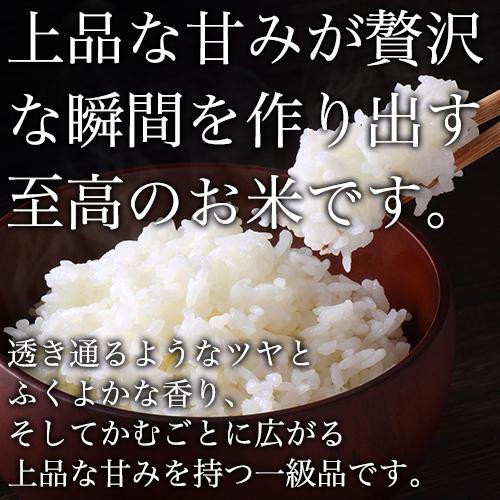 上品な甘みが贅沢
な瞬間を作り出す
至高のお米です。
透き通るようなツヤと
ふくよかな香り、
そしてかむごとに広がる
上品な甘みを持つ一級品です。